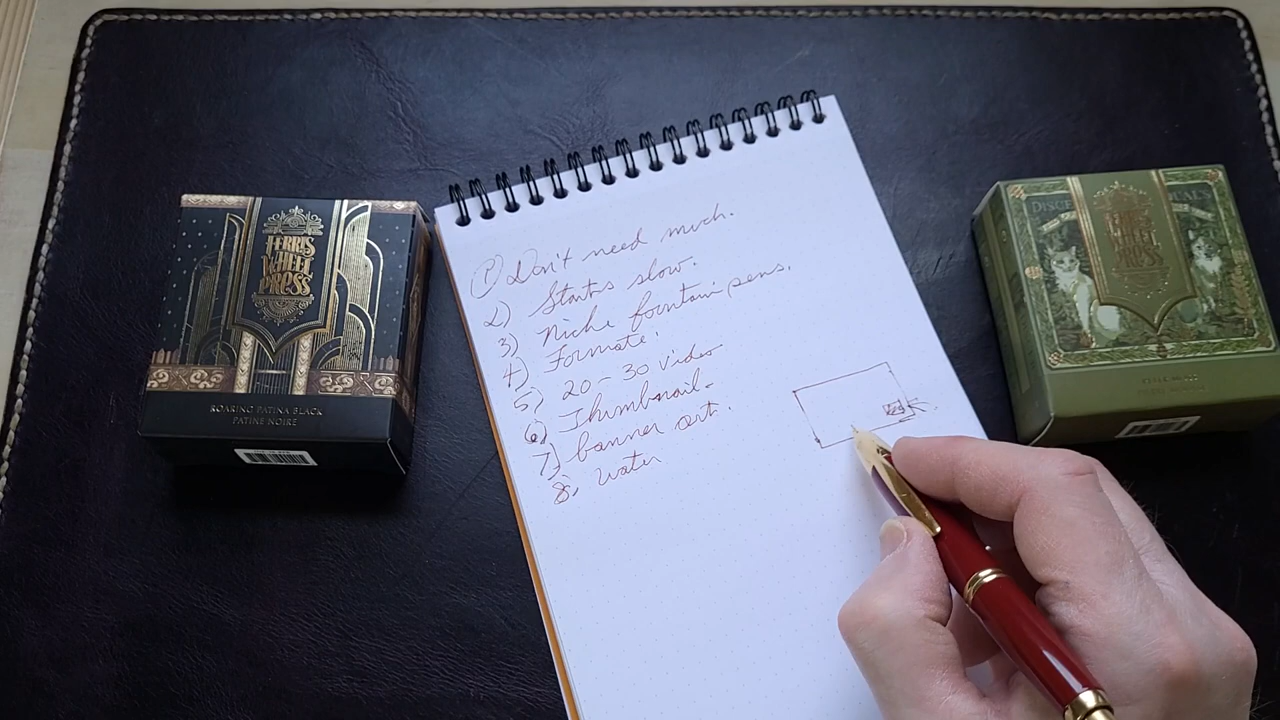 FERRIS
WHEEL
PRESS
ROARING PATINA BLACK
PATINE NOIRE
1) Don't need much.
2) Starts slow.
3) Niche fountain pens.
4) Formate.
5) 20-30 video
6) Thumbnail.
7) banner art.
8. water
FERRIS
WHEEL
PRESS